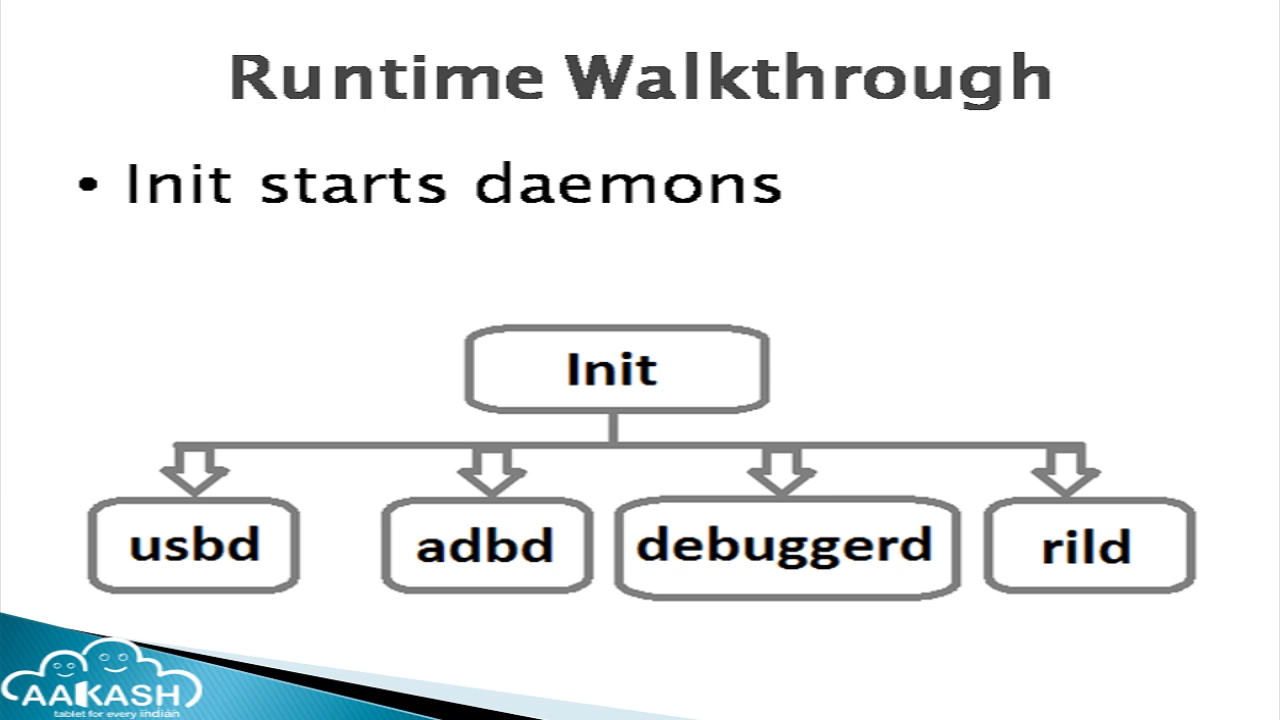 Runtime Walkthrough
• Init starts daemons
Init
usbd adbd debuggerd rild
AAKASH
tablet for every indian